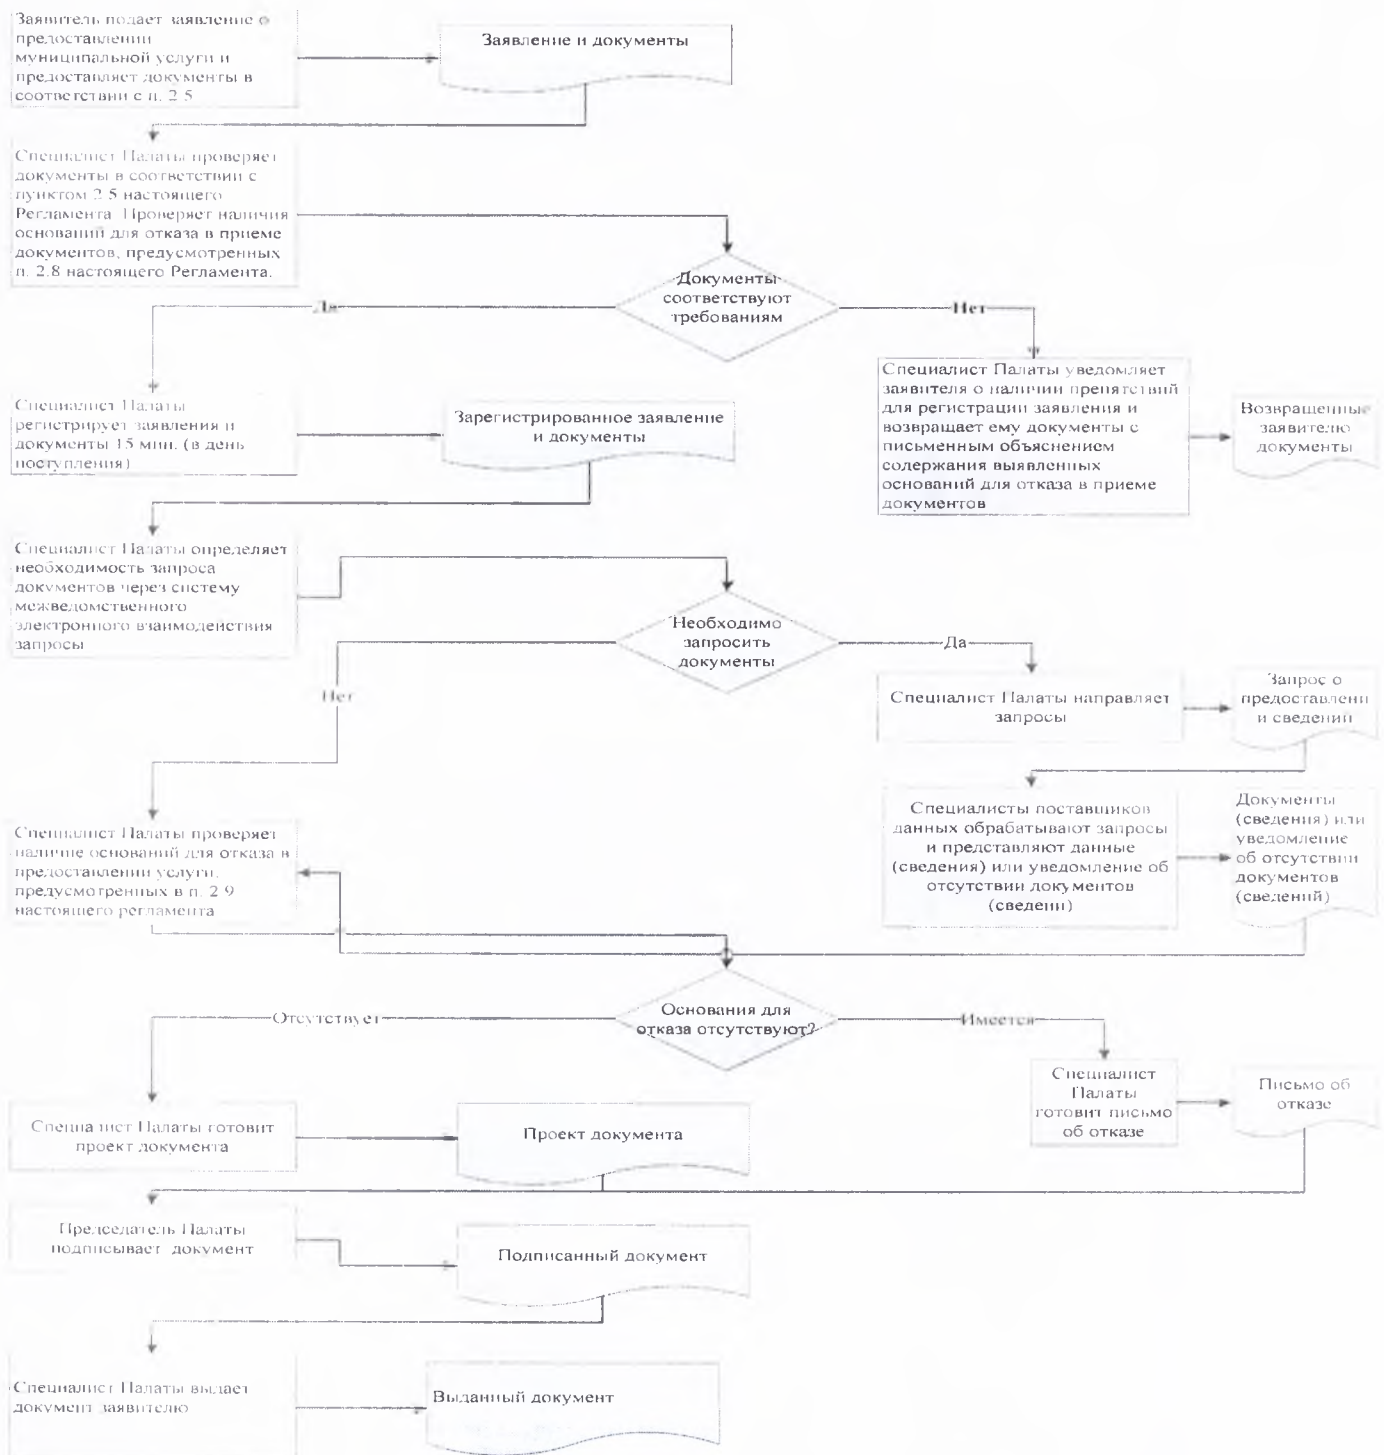 Заявитель подает заявление о
предоставлении
муниципальной услуги и
предоставляет документы в
соответствии с п. 2.5
Заявление и документы
Специалист Палаты проверяет
документы в соответствии с
пунктом 2.5 настоящего
Регламента. Проверяет наличия
оснований для отказа в приеме
документов, предусмотренных
п. 2.8 настоящего Регламента.
Документы
соответствуют
требованиям
Да
Нет
Специалист Палаты
регистрирует заявления и
документы 15 мин. (в день
поступления)
Зарегистрированное заявление
и документы
Специалист Палаты уведомляет
заявителя о наличии препятствий
для регистрации заявления и
возвращает ему документы с
письменным объяснением
содержания выявленных
оснований для отказа в приеме
документов
Возвращенные
заявителю
документы
Специалист Палаты определяет
необходимость запроса
документов через систему
межведомственного
электронного взаимодействия
запросы
Необходимо
запросить
документы
Да
Нет
Специалист Палаты направляет
запросы
Запрос о
предоставлени
и сведений
Специалисты поставщиков
данных обрабатывают запросы
и представляют данные
(сведения) или уведомление об
отсутствии документов
(сведени)
Документы
(сведения) или
уведомление
об отсутствии
документов
(сведений)
Специалист Палаты проверяет
наличие оснований для отказа в
предоставлении услуги,
предусмотренных в п. 2.9
настоящего регламента
Основания для
отказа отсутствуют?
Отсутствует
Имеется
Специалист
Палаты
готовит письмо
об отказе
Письмо об
отказе
Специалист Палаты готовит
проект документа
Проект документа
Председатель Палаты
подписывает документ
Подписанный документ
Специалист Палаты выдает
документ заявителю
Выданный документ